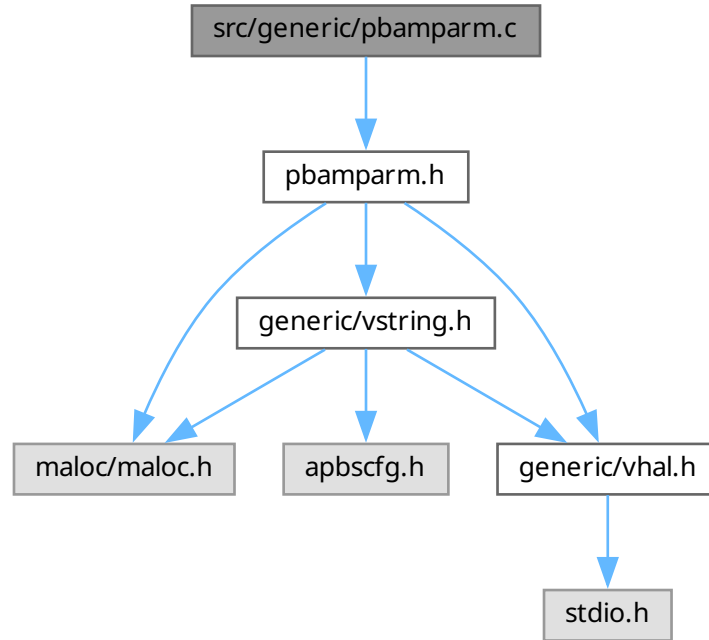 src/generic/pbamparm.c
pbamparm.h
generic/vstring.h
maloc/maloc.h
apbscfg.h
generic/vhal.h
stdio.h